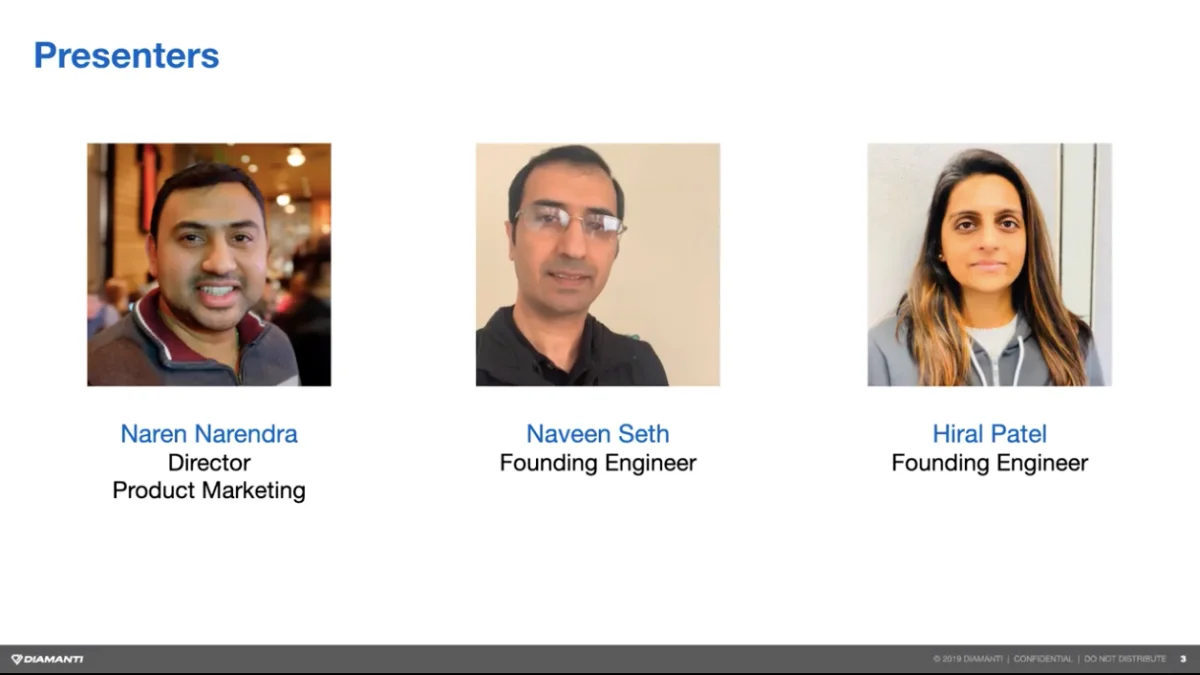 Presenters
Naren Narendra
Director
Product Marketing
Naveen Seth
Founding Engineer
Hiral Patel
Founding Engineer
DIAMANTI
© 2019 DIAMANTI | CONFIDENTIAL | DO NOT DISTRIBUTE 3